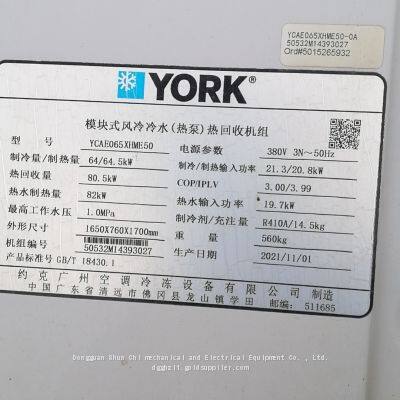 YCAE065XHME50-0A
50532M14393027
Ord#5015265932
YORK®
模块式风冷冷水(热泵)热回收机组
型号 YCAE065XHME50 电源参数 380V 3N~50Hz
制冷量/制热量 64/64.5kW 制冷/制热输入功率 21.3/20.8kW
热回收量 80.5kW COP/IPLV 3.00/3.99
热水制热量 82kW 热水输入功率 19.7kW
最高工作水压 1.0MPa 制冷剂/充注量 R410A/14.5kg
外形尺寸 1650X760X1700mm 重量 560kg
机组编号 50532M14393027 生产日期 2021/11/01
产品标准号GB/T 18430.1
约克广州空调冷冻设备有限公司 制造
中国广东省清远市佛冈县龙山镇学田 邮编: 511685
Dongguan Shun Chi mechanical and Electrical Equipment Co., Ltd.
dgghzlt.goldsupplier.com